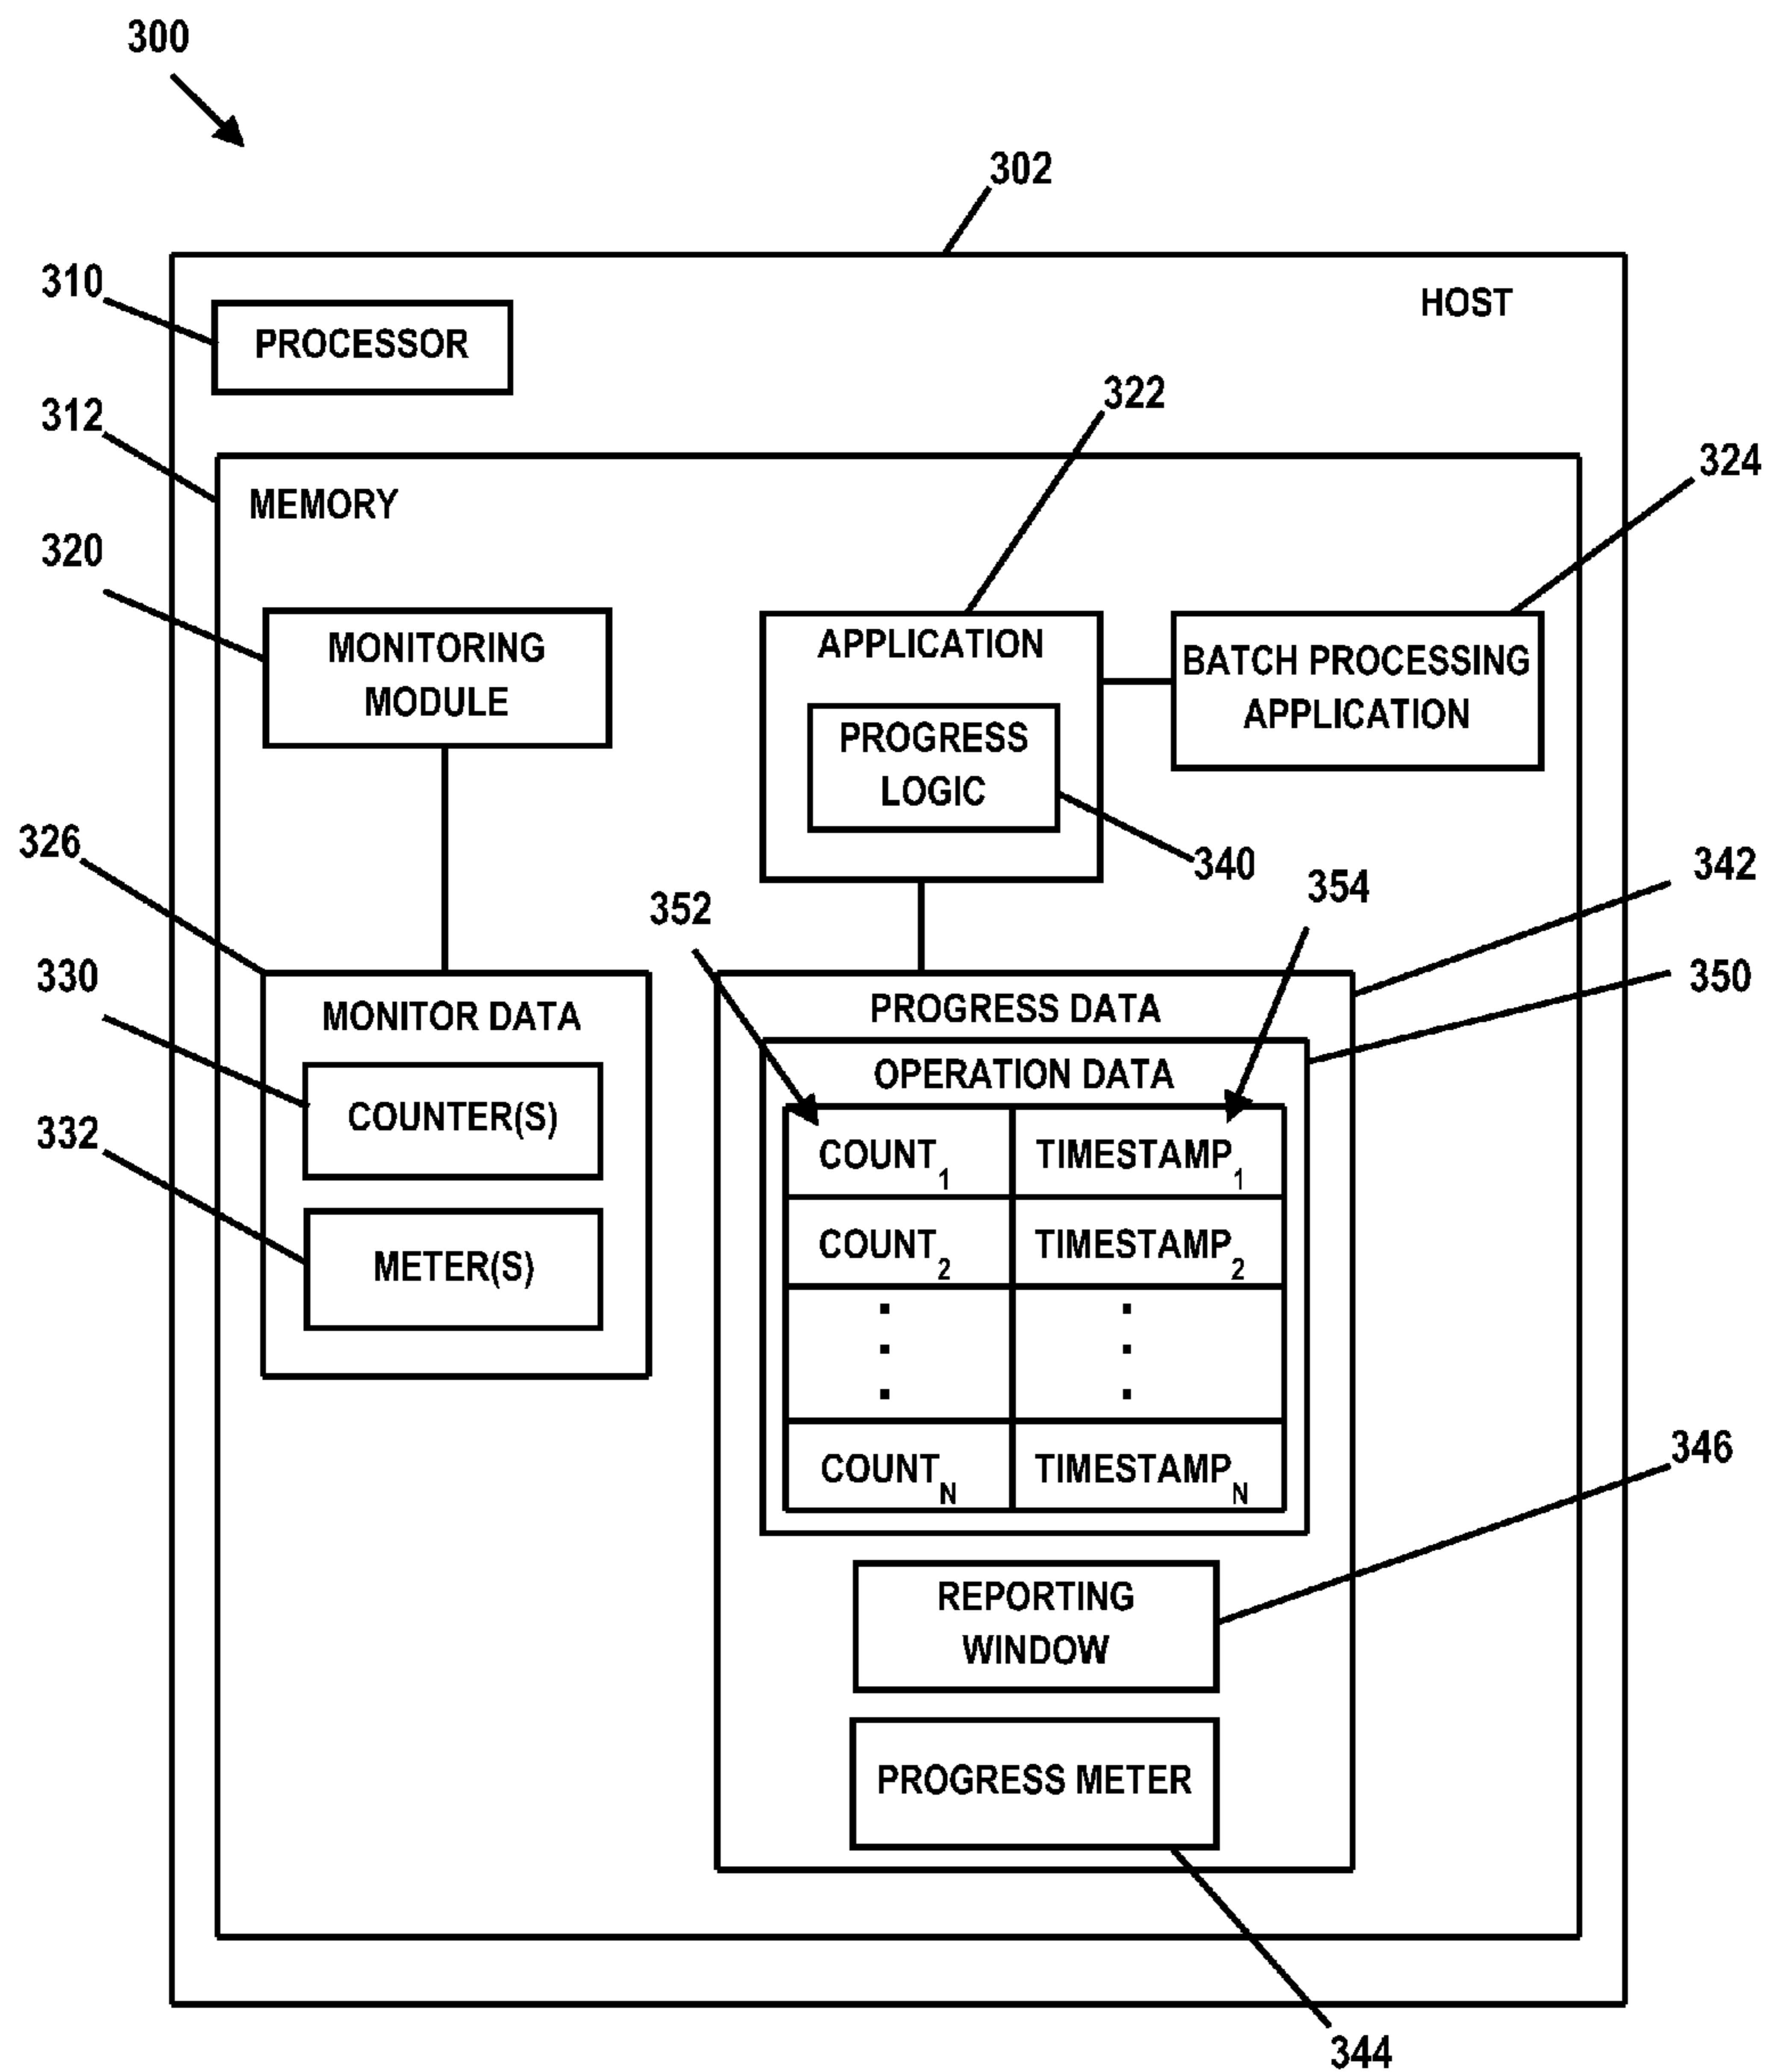 300
302
310
HOST
PROCESSOR
312
322
324
MEMORY
320
MONITORING
MODULE
APPLICATION
BATCH PROCESSING
APPLICATION
PROGRESS
LOGIC
326
340
342
352
354
330
350
MONITOR DATA
PROGRESS DATA
OPERATION DATA
COUNTER(S)
332
COUNT1 TIMESTAMP1
METER(S)
COUNT2 TIMESTAMP2
. .
. .
. .
346
COUNTN TIMESTAMPN
REPORTING
WINDOW
PROGRESS METER
344